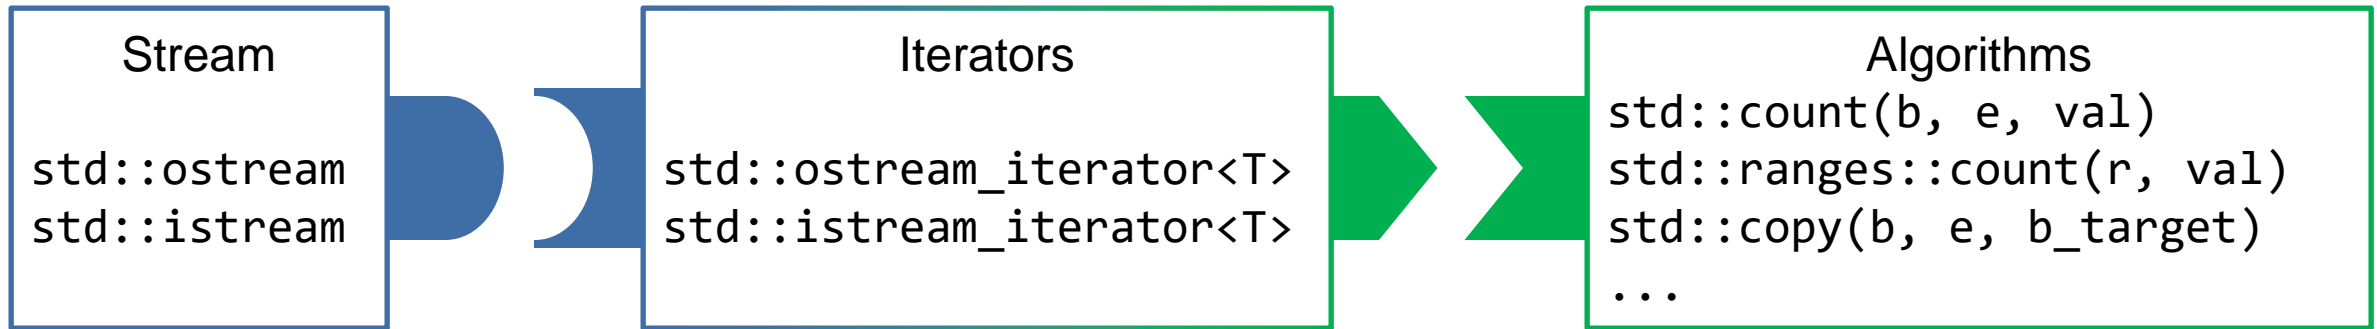 Stream
std::ostream
std::istream
Iterators
std::ostream_iterator<T>
std::istream_iterator<T>
Algorithms
std::count(b, e, val)
std::ranges::count(r, val)
std::copy(b, e, b_target)
...